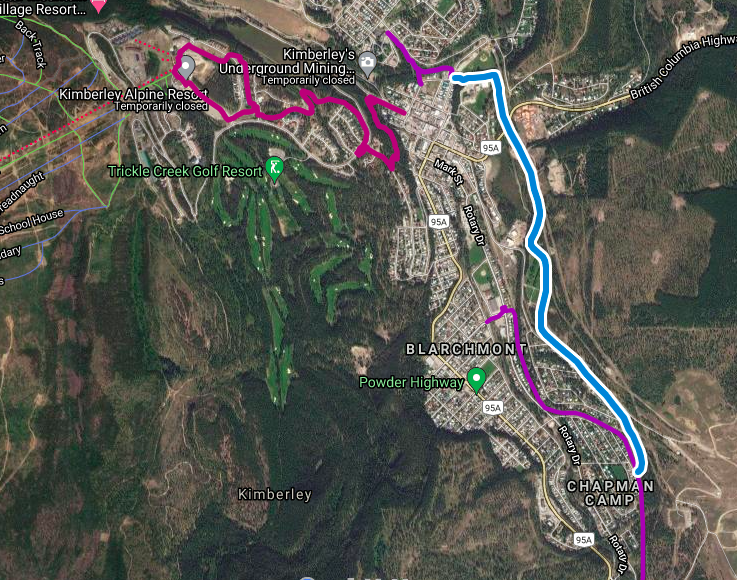 illage Resort...
Back Track
Kimberley's
Underground Mining...
Temporarily closed
Kimberley Alpine Resort
Temporarily closed
British Columbia Highwa
95A
Trickle Creek Golf Resort
Mark St
readnaught
School House
dary
95A
Rotary Dr
BLARCHMONT
Powder Highway
95A
Rotary Dr
CHAPMAN
CAMP
Kimberley
95A
Rotary Dr